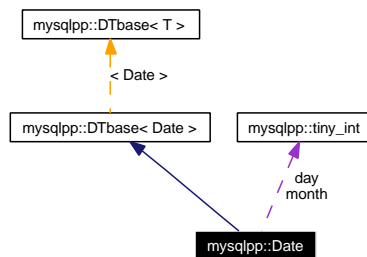 mysqlpp::DTbase< T >
< Date >
mysqlpp::DTbase< Date >
mysqlpp::tiny_int
day
month
mysqlpp::Date